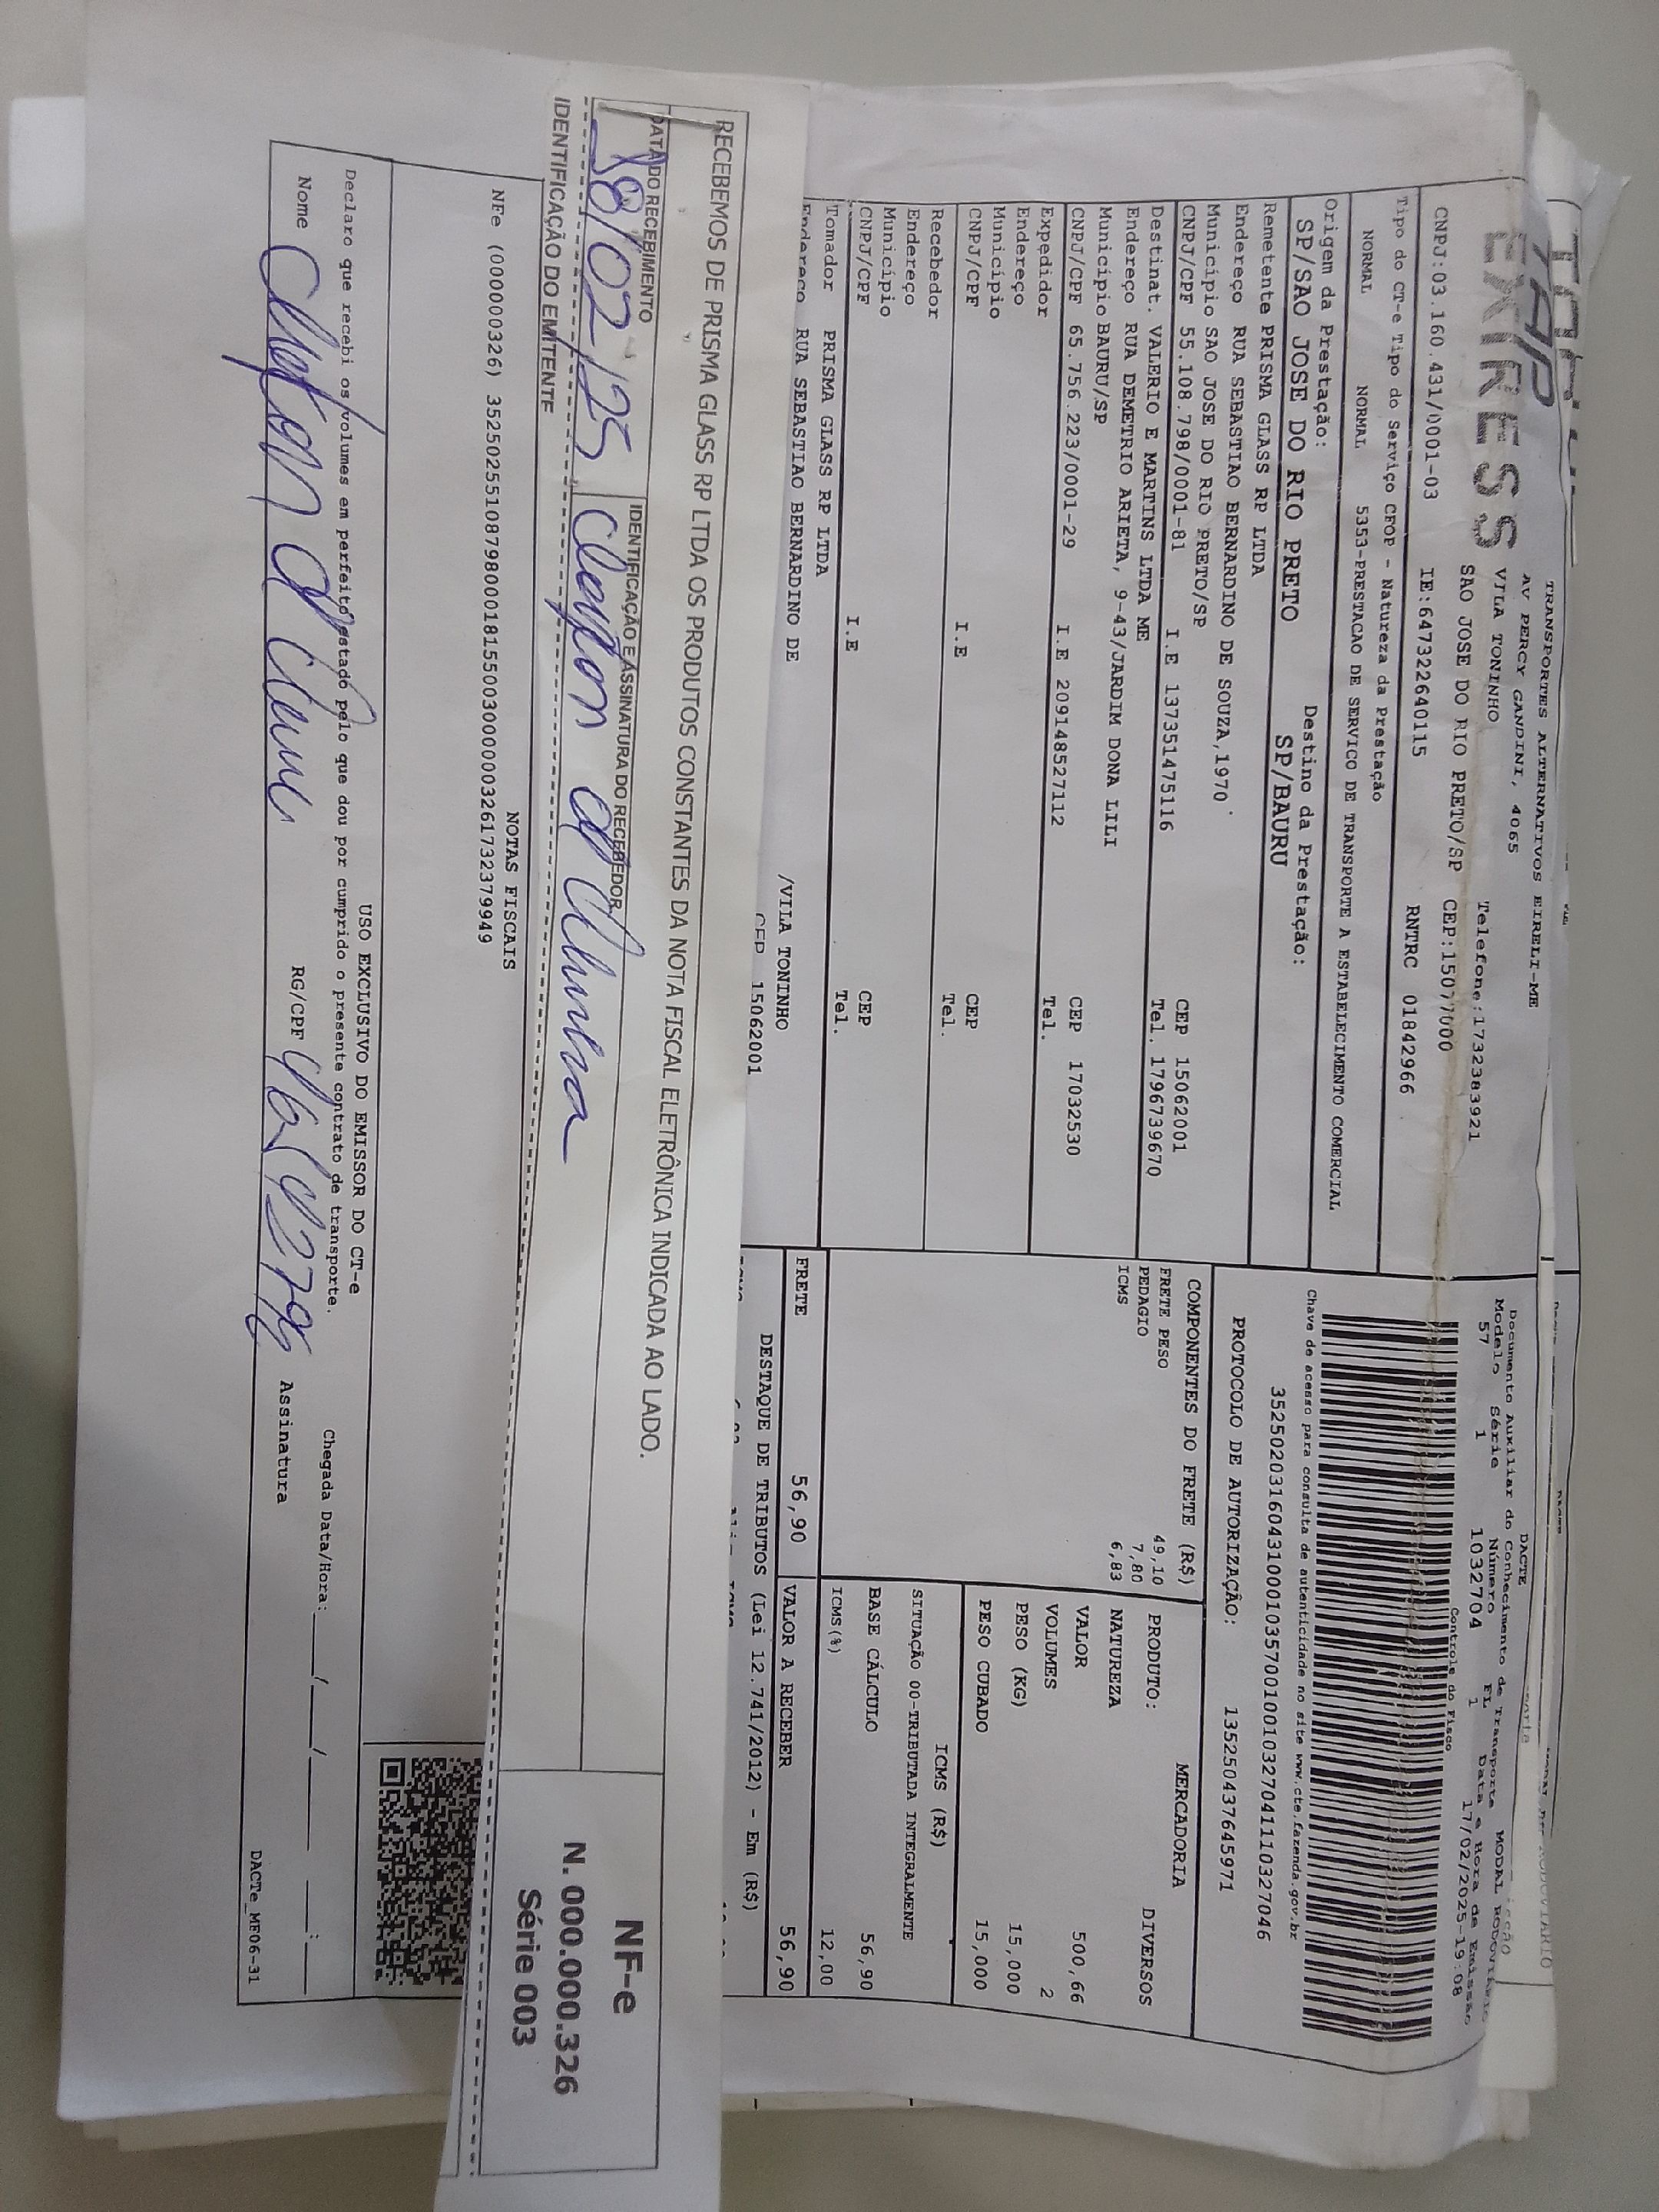 TAP
EXPRESS
TRANSPORTES ALTERNATIVOS EIRELI-ME
AV PERCY GANDINI, 4065
VILA TONINHO Telefone:1732383921
SAO JOSE DO RIO PRETO/SP CEP:15077000
CNPJ:03.160.431/0001-03 IE:647322640115 RNTRC 01842966
DACTE
Documento Auxiliar do Conhecimento de Transporte
Modelo Série Número FL Data e Hora de Emissão
57 1 1032704 1 17/02/2025-19:08
MODAL RODOVIÁRIO
Controle do Fisco
Tipo do CT-e Tipo do Serviço CFOP - Natureza da Prestação
NORMAL NORMAL 5353-PRESTACAO DE SERVICO DE TRANSPORTE A ESTABELECIMENTO COMERCIAL
Chave de acesso para consulta de autenticidade no site www.cte.fazenda.gov.br
35250203160431000103570010010327041110327046
Origem da Prestação: Destino da Prestação:
SP/SAO JOSE DO RIO PRETO SP/BAURU
PROTOCOLO DE AUTORIZAÇÃO: 135250437645971
Remetente PRISMA GLASS RP LTDA
Endereço RUA SEBASTIAO BERNARDINO DE SOUZA,1970
Município SAO JOSE DO RIO PRETO/SP CEP 15062001
CNPJ/CPF 55.108.798/0001-81 I.E 137351475116 Tel. 17967396​70
Destinat. VALERIO E MARTINS LTDA ME
Endereço RUA DEMETRIO ARIETA, 9-43/JARDIM DONA LILI
Município BAURU/SP CEP 17032530
CNPJ/CPF 65.756.223/0001-29 I.E 209148527112 Tel.
Expedidor
Endereço
Município CEP
CNPJ/CPF I.E Tel.
Recebedor
Endereço
Município CEP
CNPJ/CPF I.E Tel.
Tomador PRISMA GLASS RP LTDA
Endereço RUA SEBASTIAO BERNARDINO DE /VILA TONINHO
CEP 15062001
COMPONENTES DO FRETE (R$)
FRETE PESO 49,10
PEDAGIO 7,80
ICMS 6,83
MERCADORIA
PRODUTO: DIVERSOS
NATUREZA
VALOR 500,66
VOLUMES 2
PESO (KG) 15,000
PESO CUBADO 15,000
ICMS (R$)
SITUAÇÃO 00-TRIBUTADA INTEGRALMENTE
BASE CÁLCULO 56,90
ICMS(%) 12,00
FRETE 56,90 VALOR A RECEBER 56,90
DESTAQUE DE TRIBUTOS (Lei 12.741/2012) - Em (R$)
RECEBEMOS DE PRISMA GLASS RP LTDA OS PRODUTOS CONSTANTES DA NOTA FISCAL ELETRÔNICA INDICADA AO LADO.
DATA DO RECEBIMENTO IDENTIFICAÇÃO E ASSINATURA DO RECEBEDOR
18/02/25
NF-e
N. 000.000.326
Série 003
IDENTIFICAÇÃO DO EMITENTE
NOTAS FISCAIS
NFe (000000326) 35250255108798000181550030000003261732379949
USO EXCLUSIVO DO EMISSOR DO CT-e
Declaro que recebi os volumes em perfeito estado pelo que dou por cumprido o presente contrato de transporte.
Chegada Data/Hora: ___/___/_____ ___:___
Nome RG/CPF Assinatura
DACTe_MF06-31